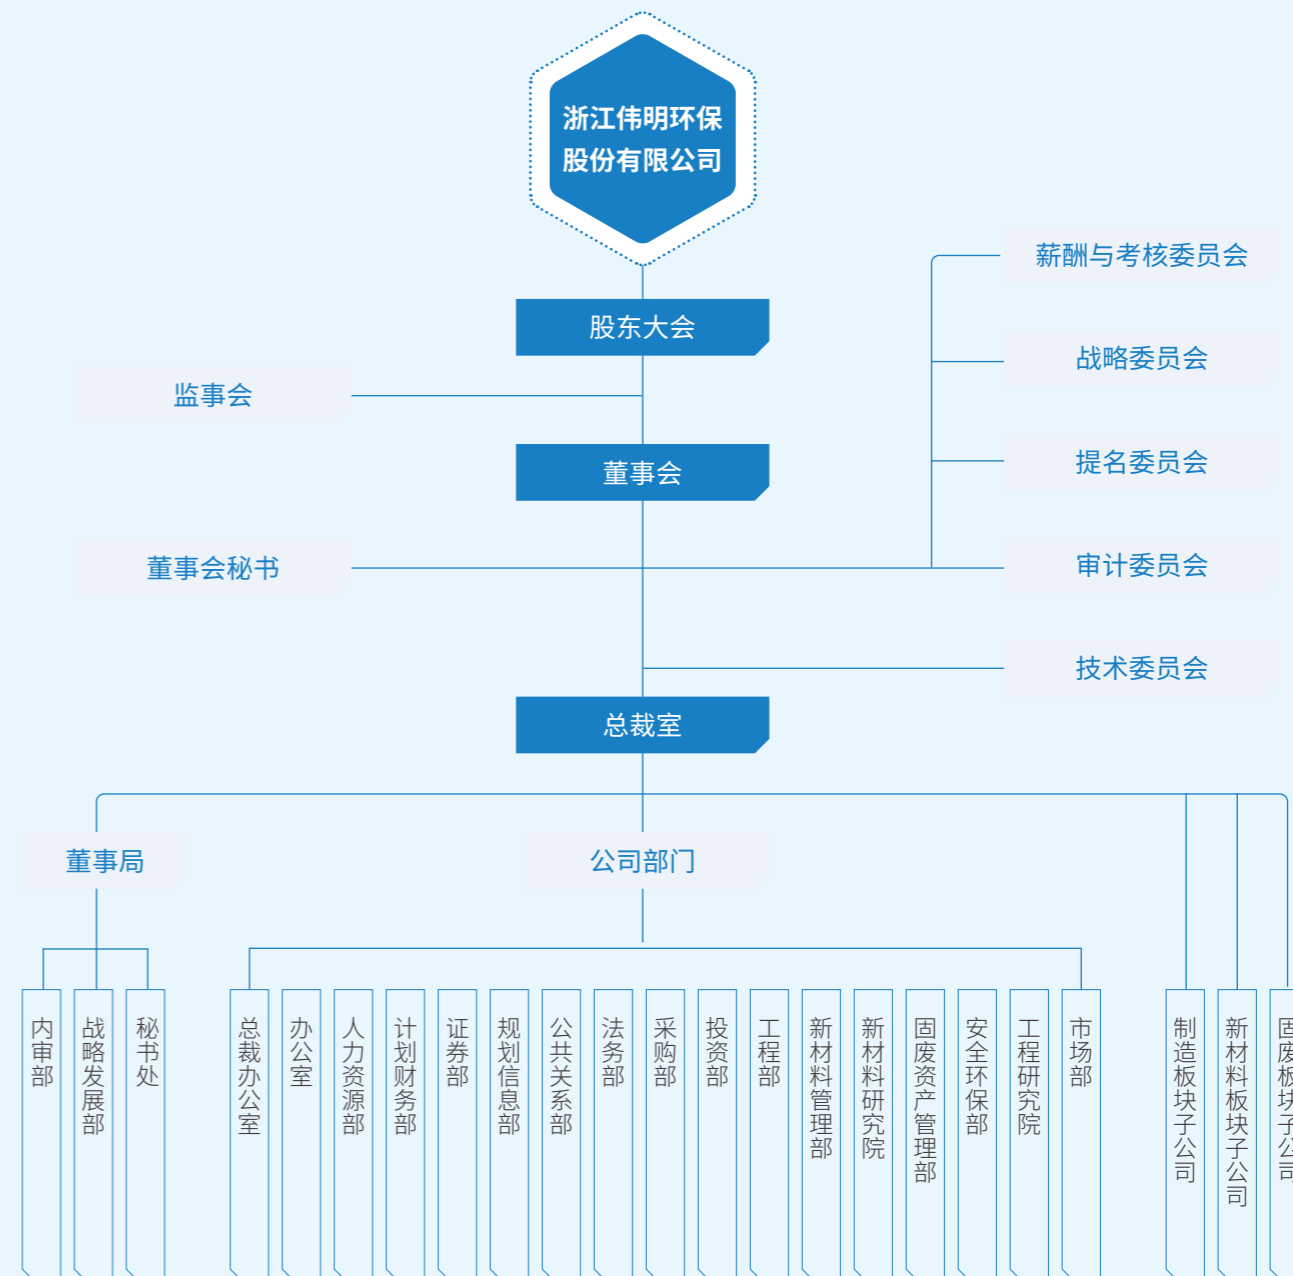 浙江伟明环保
股份有限公司
股东大会
监事会
董事会
董事会秘书
薪酬与考核委员会
战略委员会
提名委员会
审计委员会
技术委员会
总裁室
董事局
公司部门
内审部
战略发展部
秘书处
总裁办公室
办公室
人力资源部
计划财务部
证券部
规划信息部
公共关系部
法务部
采购部
投资部
工程部
新材料管理部
新材料研究院
固废资产管理部
安全环保部
工程研究院
市场部
制造板块子公司
新材料板块子公司
固废板块子公司